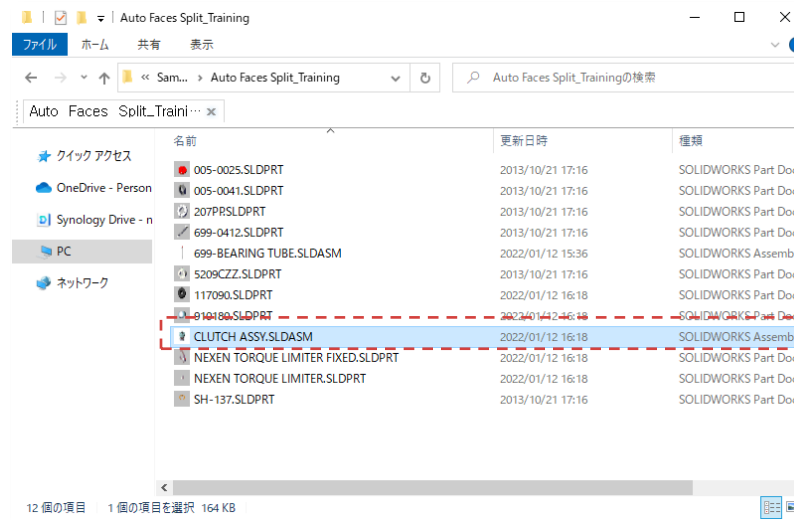 Auto Faces Split_Training
ファイル ホーム 共有 表示
Sam... › Auto Faces Split_Training Auto Faces Split_Trainingの検索
Auto Faces Split_Traini…
名前 更新日時 種類
クイック アクセス
OneDrive - Person
Synology Drive - n
PC
ネットワーク
005-0025.SLDPRT 2013/10/21 17:16 SOLIDWORKS Part Do
005-0041.SLDPRT 2013/10/21 17:16 SOLIDWORKS Part Do
207PP.SLDPRT 2013/10/21 17:16 SOLIDWORKS Part Do
699-0412.SLDPRT 2013/10/21 17:16 SOLIDWORKS Part Do
699-BEARING TUBE.SLDASM 2022/01/12 15:36 SOLIDWORKS Assemb
5209CZZ.SLDPRT 2013/10/21 17:16 SOLIDWORKS Part Do
117090.SLDPRT 2022/01/12 16:18 SOLIDWORKS Part Do
910180.SLDPRT 2022/01/12 16:18 SOLIDWORKS Part Do
CLUTCH ASSY.SLDASM 2022/01/12 16:18 SOLIDWORKS Assemb
NEXEN TORQUE LIMITER FIXED.SLDPRT 2022/01/12 16:18 SOLIDWORKS Part Do
NEXEN TORQUE LIMITER.SLDPRT 2022/01/12 16:18 SOLIDWORKS Part Do
SH-137.SLDPRT 2013/10/21 17:16 SOLIDWORKS Part Do
12 個の項目 1 個の項目を選択 164 KB